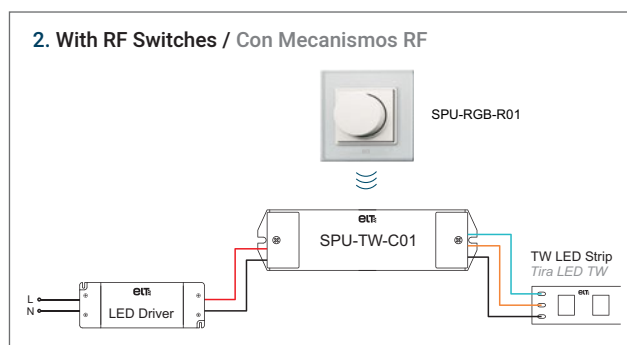 2. With RF Switches / Con Mecanismos RF
SPU-RGB-R01
eLT
SPU-TW-C01
TW LED Strip
Tira LED TW
eLT
L
N
eLT
LED Driver